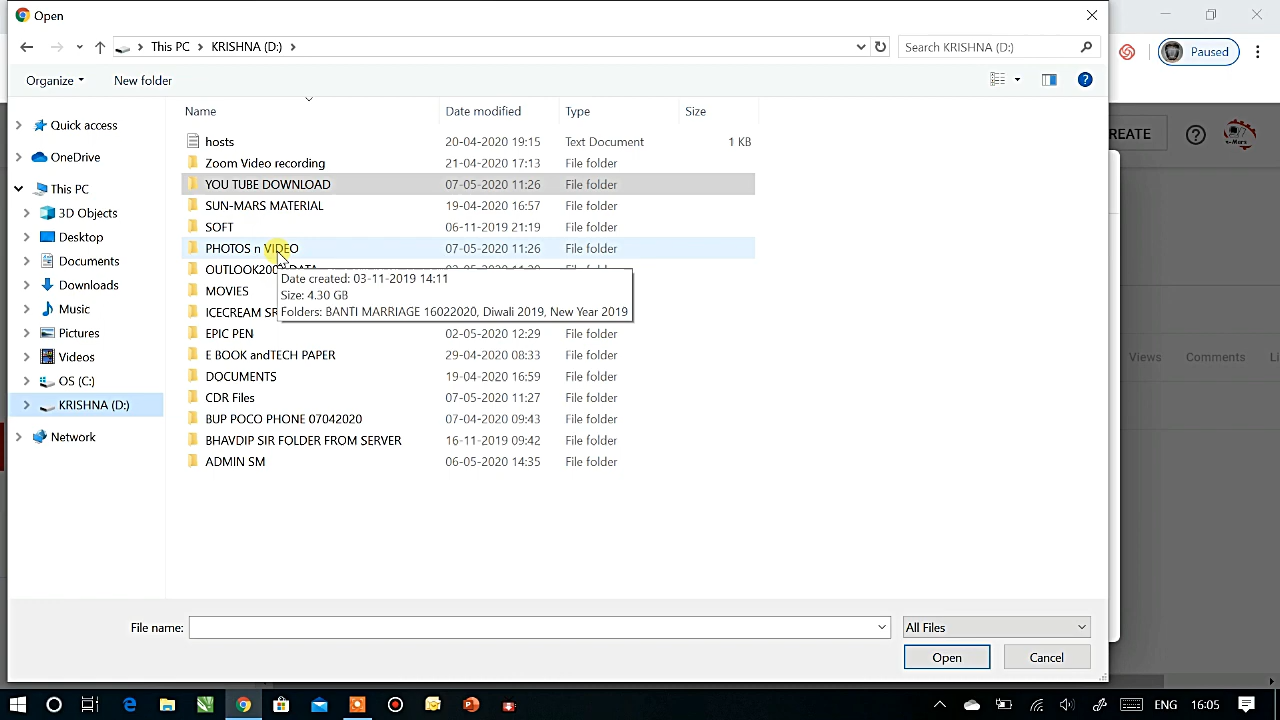 Open
This PC > KRISHNA (D:) >
Search KRISHNA (D:)
Paused
Organize
New folder
REATE
Name
Date modified
Type
Size
Quick access
OneDrive
This PC
3D Objects
Desktop
Documents
Downloads
Music
Pictures
Videos
OS (C:)
KRISHNA (D:)
Network
hosts 20-04-2020 19:15 Text Document 1 KB
Zoom Video recording 21-04-2020 17:13 File folder
YOU TUBE DOWNLOAD 07-05-2020 11:26 File folder
SUN-MARS MATERIAL 19-04-2020 16:57 File folder
SOFT 06-11-2019 21:19 File folder
PHOTOS n VIDEO 07-05-2020 11:26 File folder
Date created: 03-11-2019 14:11
Size: 4.30 GB
Folders: BANTI MARRIAGE 16022020, Diwali 2019, New Year 2019
MOVIES
ICECREAM
EPIC PEN 02-05-2020 12:29 File folder
E BOOK andTECH PAPER 29-04-2020 08:33 File folder
DOCUMENTS 19-04-2020 16:59 File folder
CDR Files 07-05-2020 11:27 File folder
BUP POCO PHONE 07042020 07-04-2020 09:43 File folder
BHAVDIP SIR FOLDER FROM SERVER 16-11-2019 09:42 File folder
ADMIN SM 06-05-2020 14:35 File folder
Views
Comments
Li
File name:
All Files
Open
Cancel
ENG
16:05